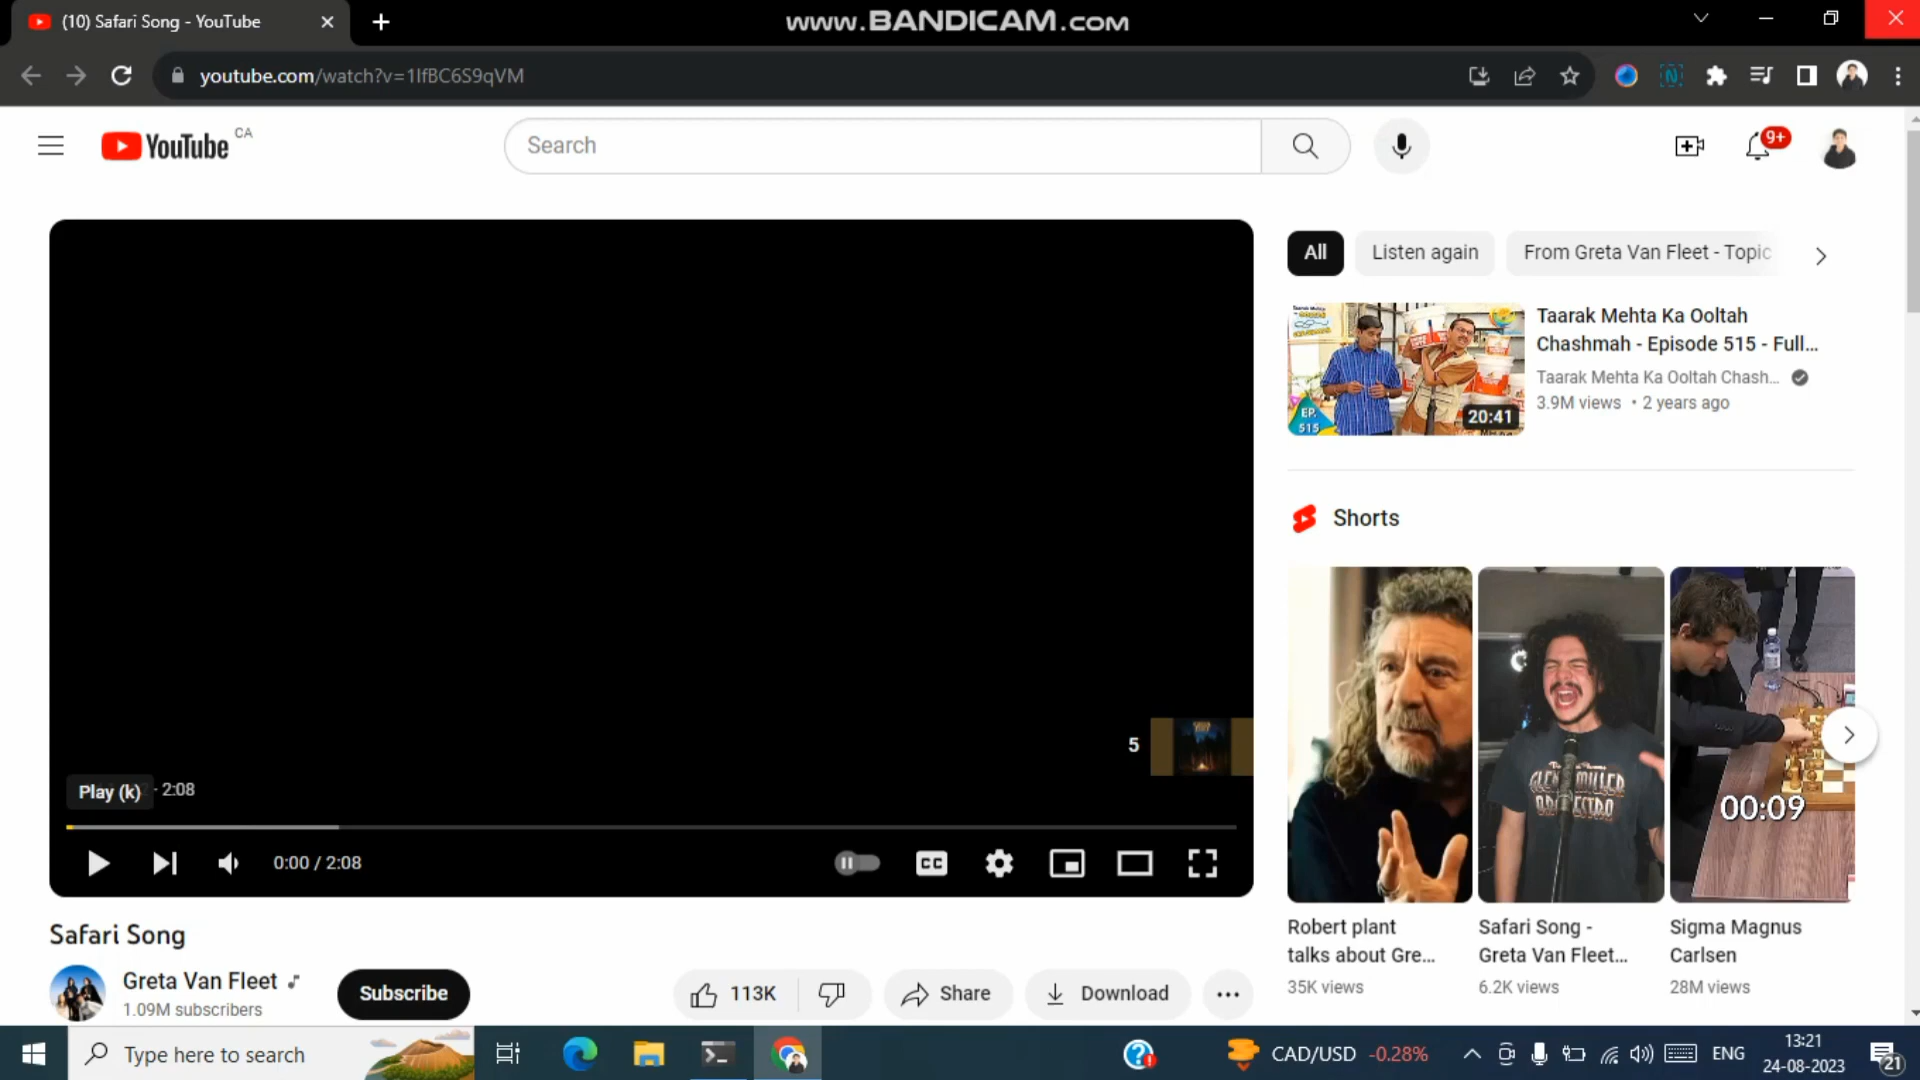 (10) Safari Song - YouTube
www.BANDICAM.com
youtube.com/watch?v=1IfBC6S9qVM
YouTube CA
Search
9+
All
Listen again
From Greta Van Fleet - Topic
Taarak Mehta Ka Ooltah
Chashmah - Episode 515 - Full...
Taarak Mehta Ka Ooltah Chash...
3.9M views • 2 years ago
EP.
515
20:41
Shorts
GLENN MILLER
ORCHESTRA
00:09
5
Play (k)
2:08
0:00 / 2:08
CC
Safari Song
Greta Van Fleet
1.09M subscribers
Subscribe
113K
Share
Download
Robert plant
talks about Gre...
35K views
Safari Song -
Greta Van Fleet...
6.2K views
Sigma Magnus
Carlsen
28M views
Type here to search
CAD/USD -0.28%
ENG
13:21
24-08-2023
21